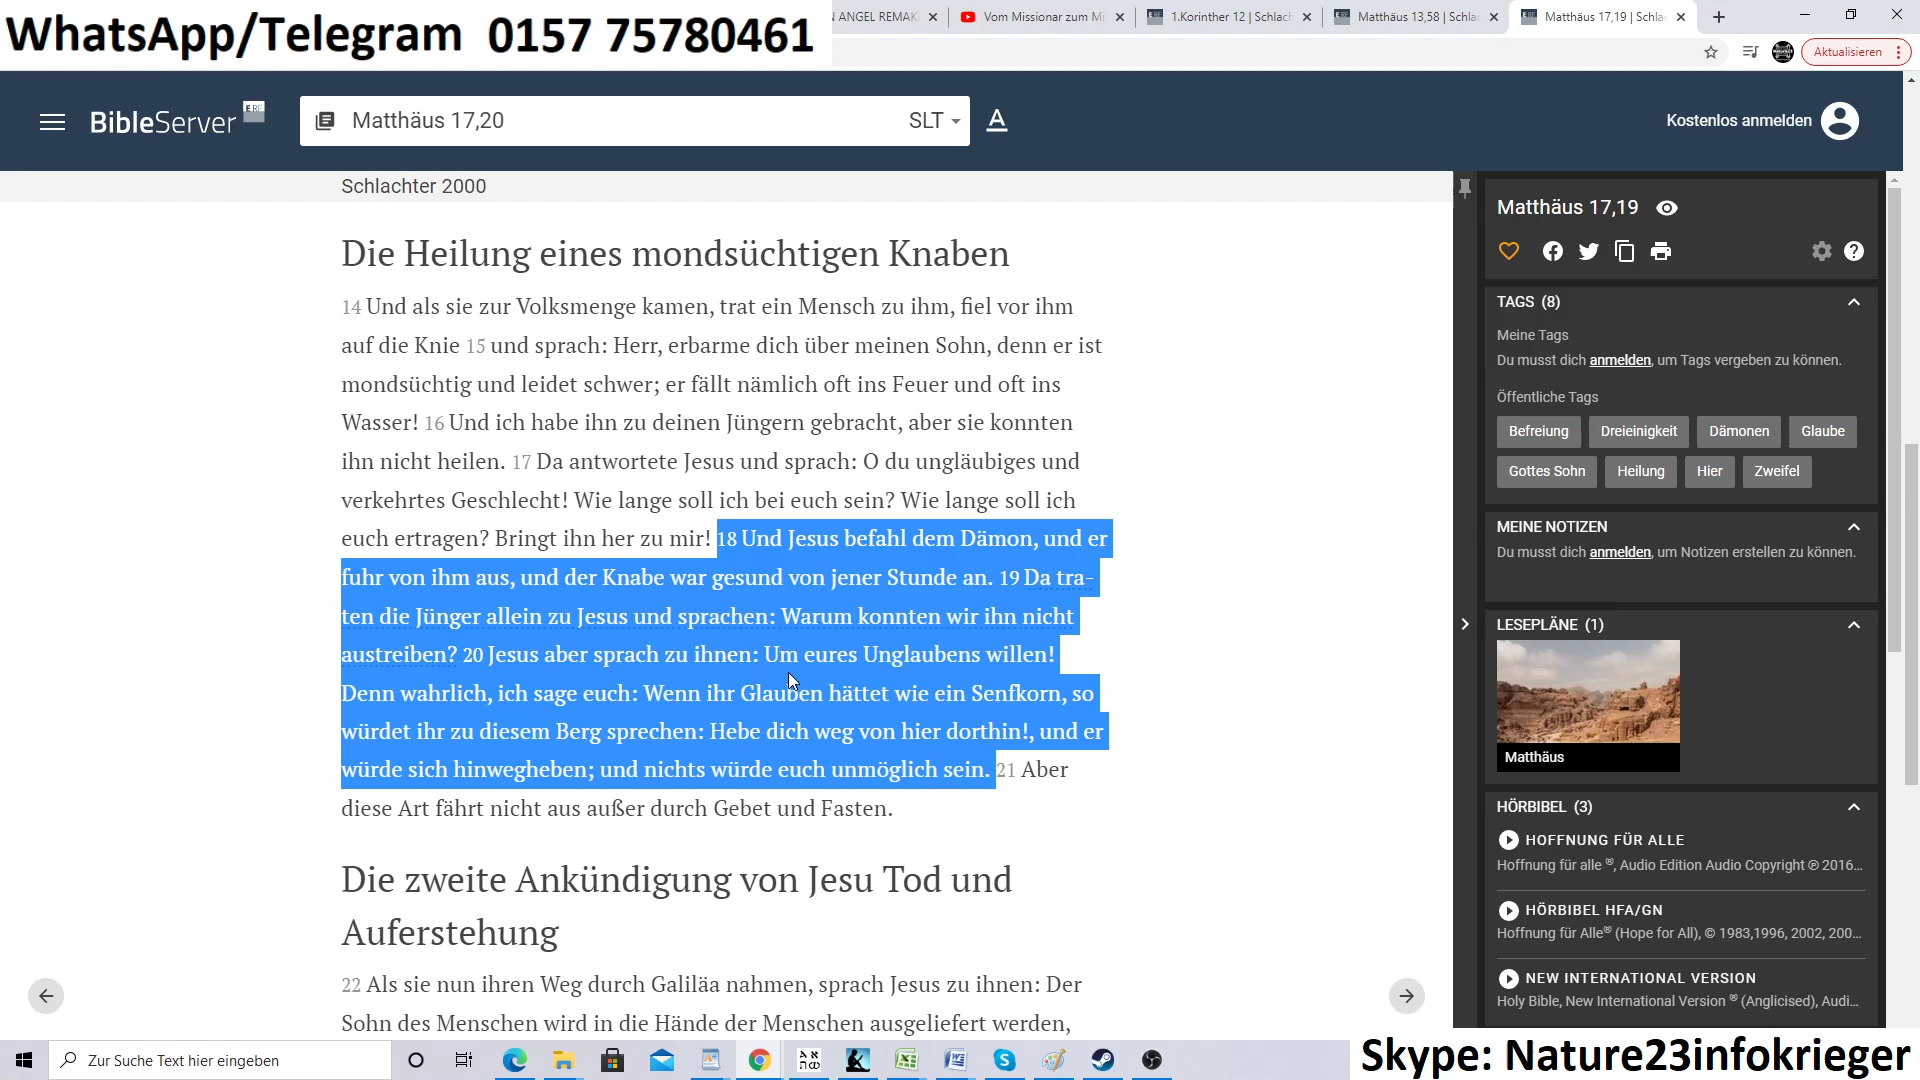 WhatsApp/Telegram 0157 75780461
N ANGEL REMAK
Vom Missionar zum Mi
1.Korinther 12 | Schlach
Matthäus 13,58 | Schla
Matthäus 17,19 | Schla
Aktualisieren
BibleServer
Matthäus 17,20
SLT
A
Kostenlos anmelden
Schlachter 2000
Die Heilung eines mondsüchtigen Knaben
14 Und als sie zur Volksmenge kamen, trat ein Mensch zu ihm, fiel vor ihm
auf die Knie 15 und sprach: Herr, erbarme dich über meinen Sohn, denn er ist
mondsüchtig und leidet schwer; er fällt nämlich oft ins Feuer und oft ins
Wasser! 16 Und ich habe ihn zu deinen Jüngern gebracht, aber sie konnten
ihn nicht heilen. 17 Da antwortete Jesus und sprach: O du ungläubiges und
verkehrtes Geschlecht! Wie lange soll ich bei euch sein? Wie lange soll ich
euch ertragen? Bringt ihn her zu mir! 18 Und Jesus befahl dem Dämon, und er
fuhr von ihm aus, und der Knabe war gesund von jener Stunde an. 19 Da tra-
ten die Jünger allein zu Jesus und sprachen: Warum konnten wir ihn nicht
austreiben? 20 Jesus aber sprach zu ihnen: Um eures Unglaubens willen!
Denn wahrlich, ich sage euch: Wenn ihr Glauben hättet wie ein Senfkorn, so
würdet ihr zu diesem Berg sprechen: Hebe dich weg von hier dorthin!, und er
würde sich hinwegheben; und nichts würde euch unmöglich sein. 21 Aber
diese Art fährt nicht aus außer durch Gebet und Fasten.
Die zweite Ankündigung von Jesu Tod und
Auferstehung
22 Als sie nun ihren Weg durch Galiläa nahmen, sprach Jesus zu ihnen: Der
Sohn des Menschen wird in die Hände der Menschen ausgeliefert werden,
Matthäus 17,19
TAGS (8)
Meine Tags
Du musst dich anmelden, um Tags vergeben zu können.
Öffentliche Tags
Befreiung
Dreieinigkeit
Dämonen
Glaube
Gottes Sohn
Heilung
Hier
Zweifel
MEINE NOTIZEN
Du musst dich anmelden, um Notizen erstellen zu können.
LESEPLÄNE (1)
Matthäus
HÖRBIBEL (3)
HOFFNUNG FÜR ALLE
Hoffnung für alle ®, Audio Edition Audio Copyright ℗ 2016...
HÖRBIBEL HFA/GN
Hoffnung für Alle® (Hope for All), © 1983,1996, 2002, 200...
NEW INTERNATIONAL VERSION
Holy Bible, New International Version ® (Anglicised), Audi...
Zur Suche Text hier eingeben
Skype: Nature23infokrieger